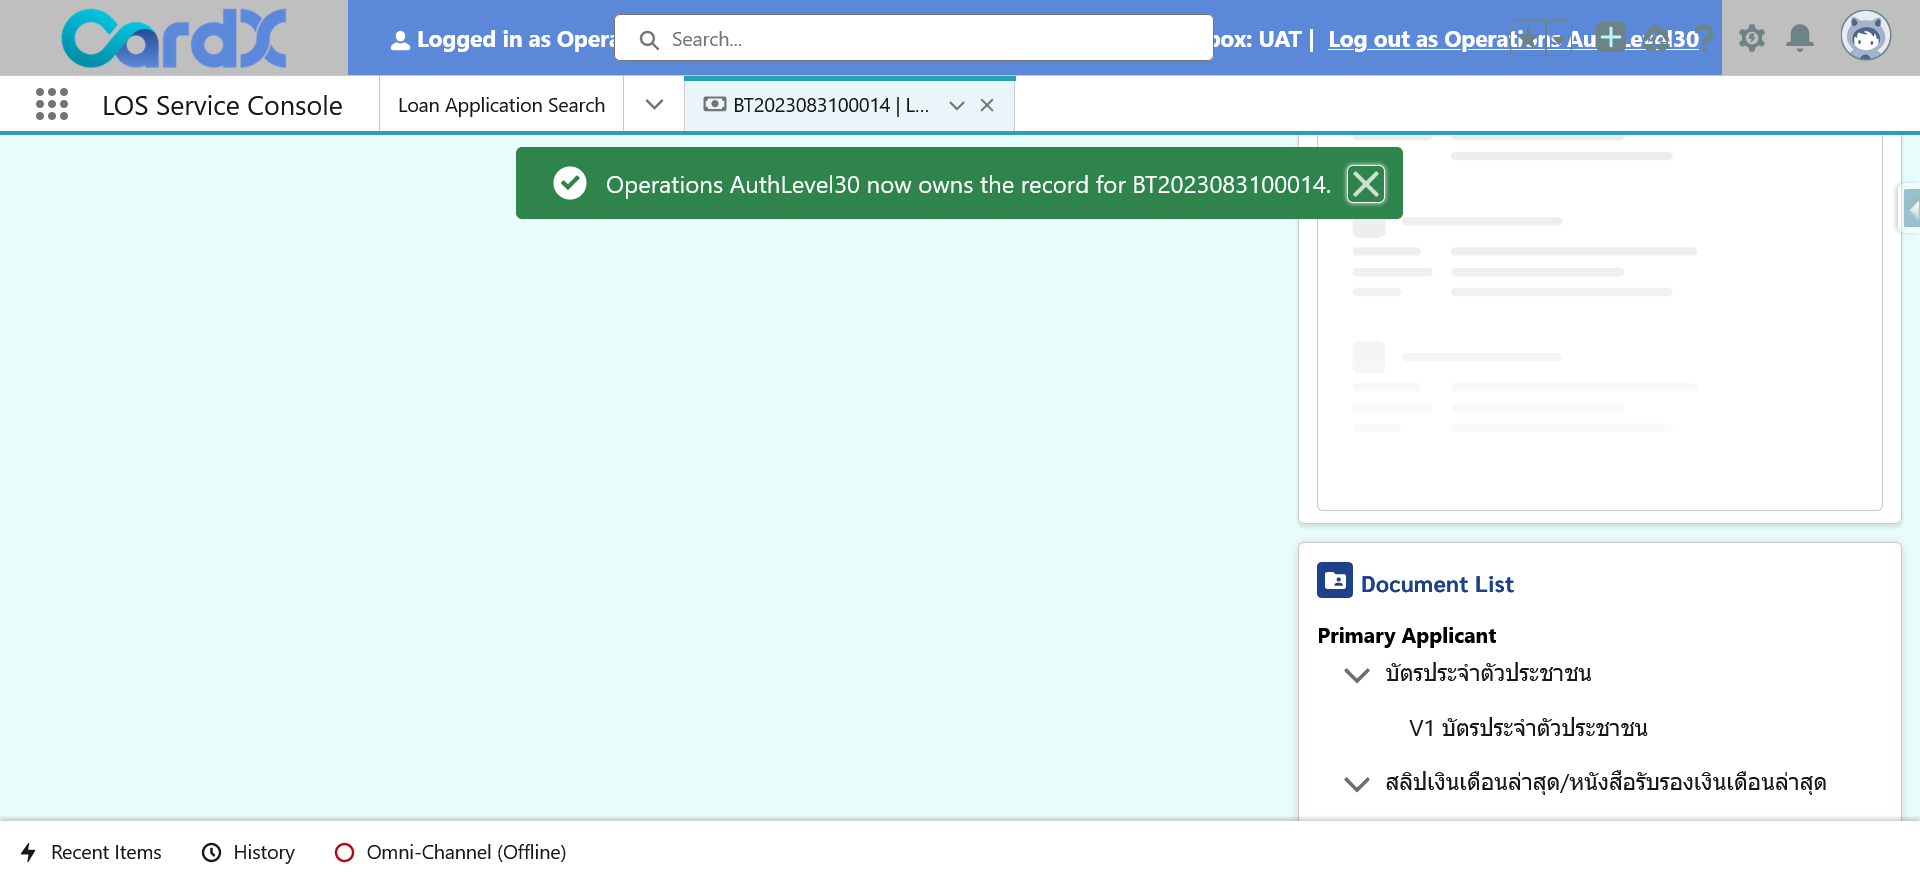 CardX
Logged in as Opera
Search...
box: UAT |
Log out as Operations AuthLevel30
LOS Service Console
Loan Application Search
BT2023083100014 | L...
Operations AuthLevel30 now owns the record for BT2023083100014.
Document List
Primary Applicant
บัตรประจำตัวประชาชน
V1 บัตรประจำตัวประชาชน
สลิปเงินเดือนล่าสุด/หนังสือรับรองเงินเดือนล่าสุด
Recent Items
History
Omni-Channel (Offline)